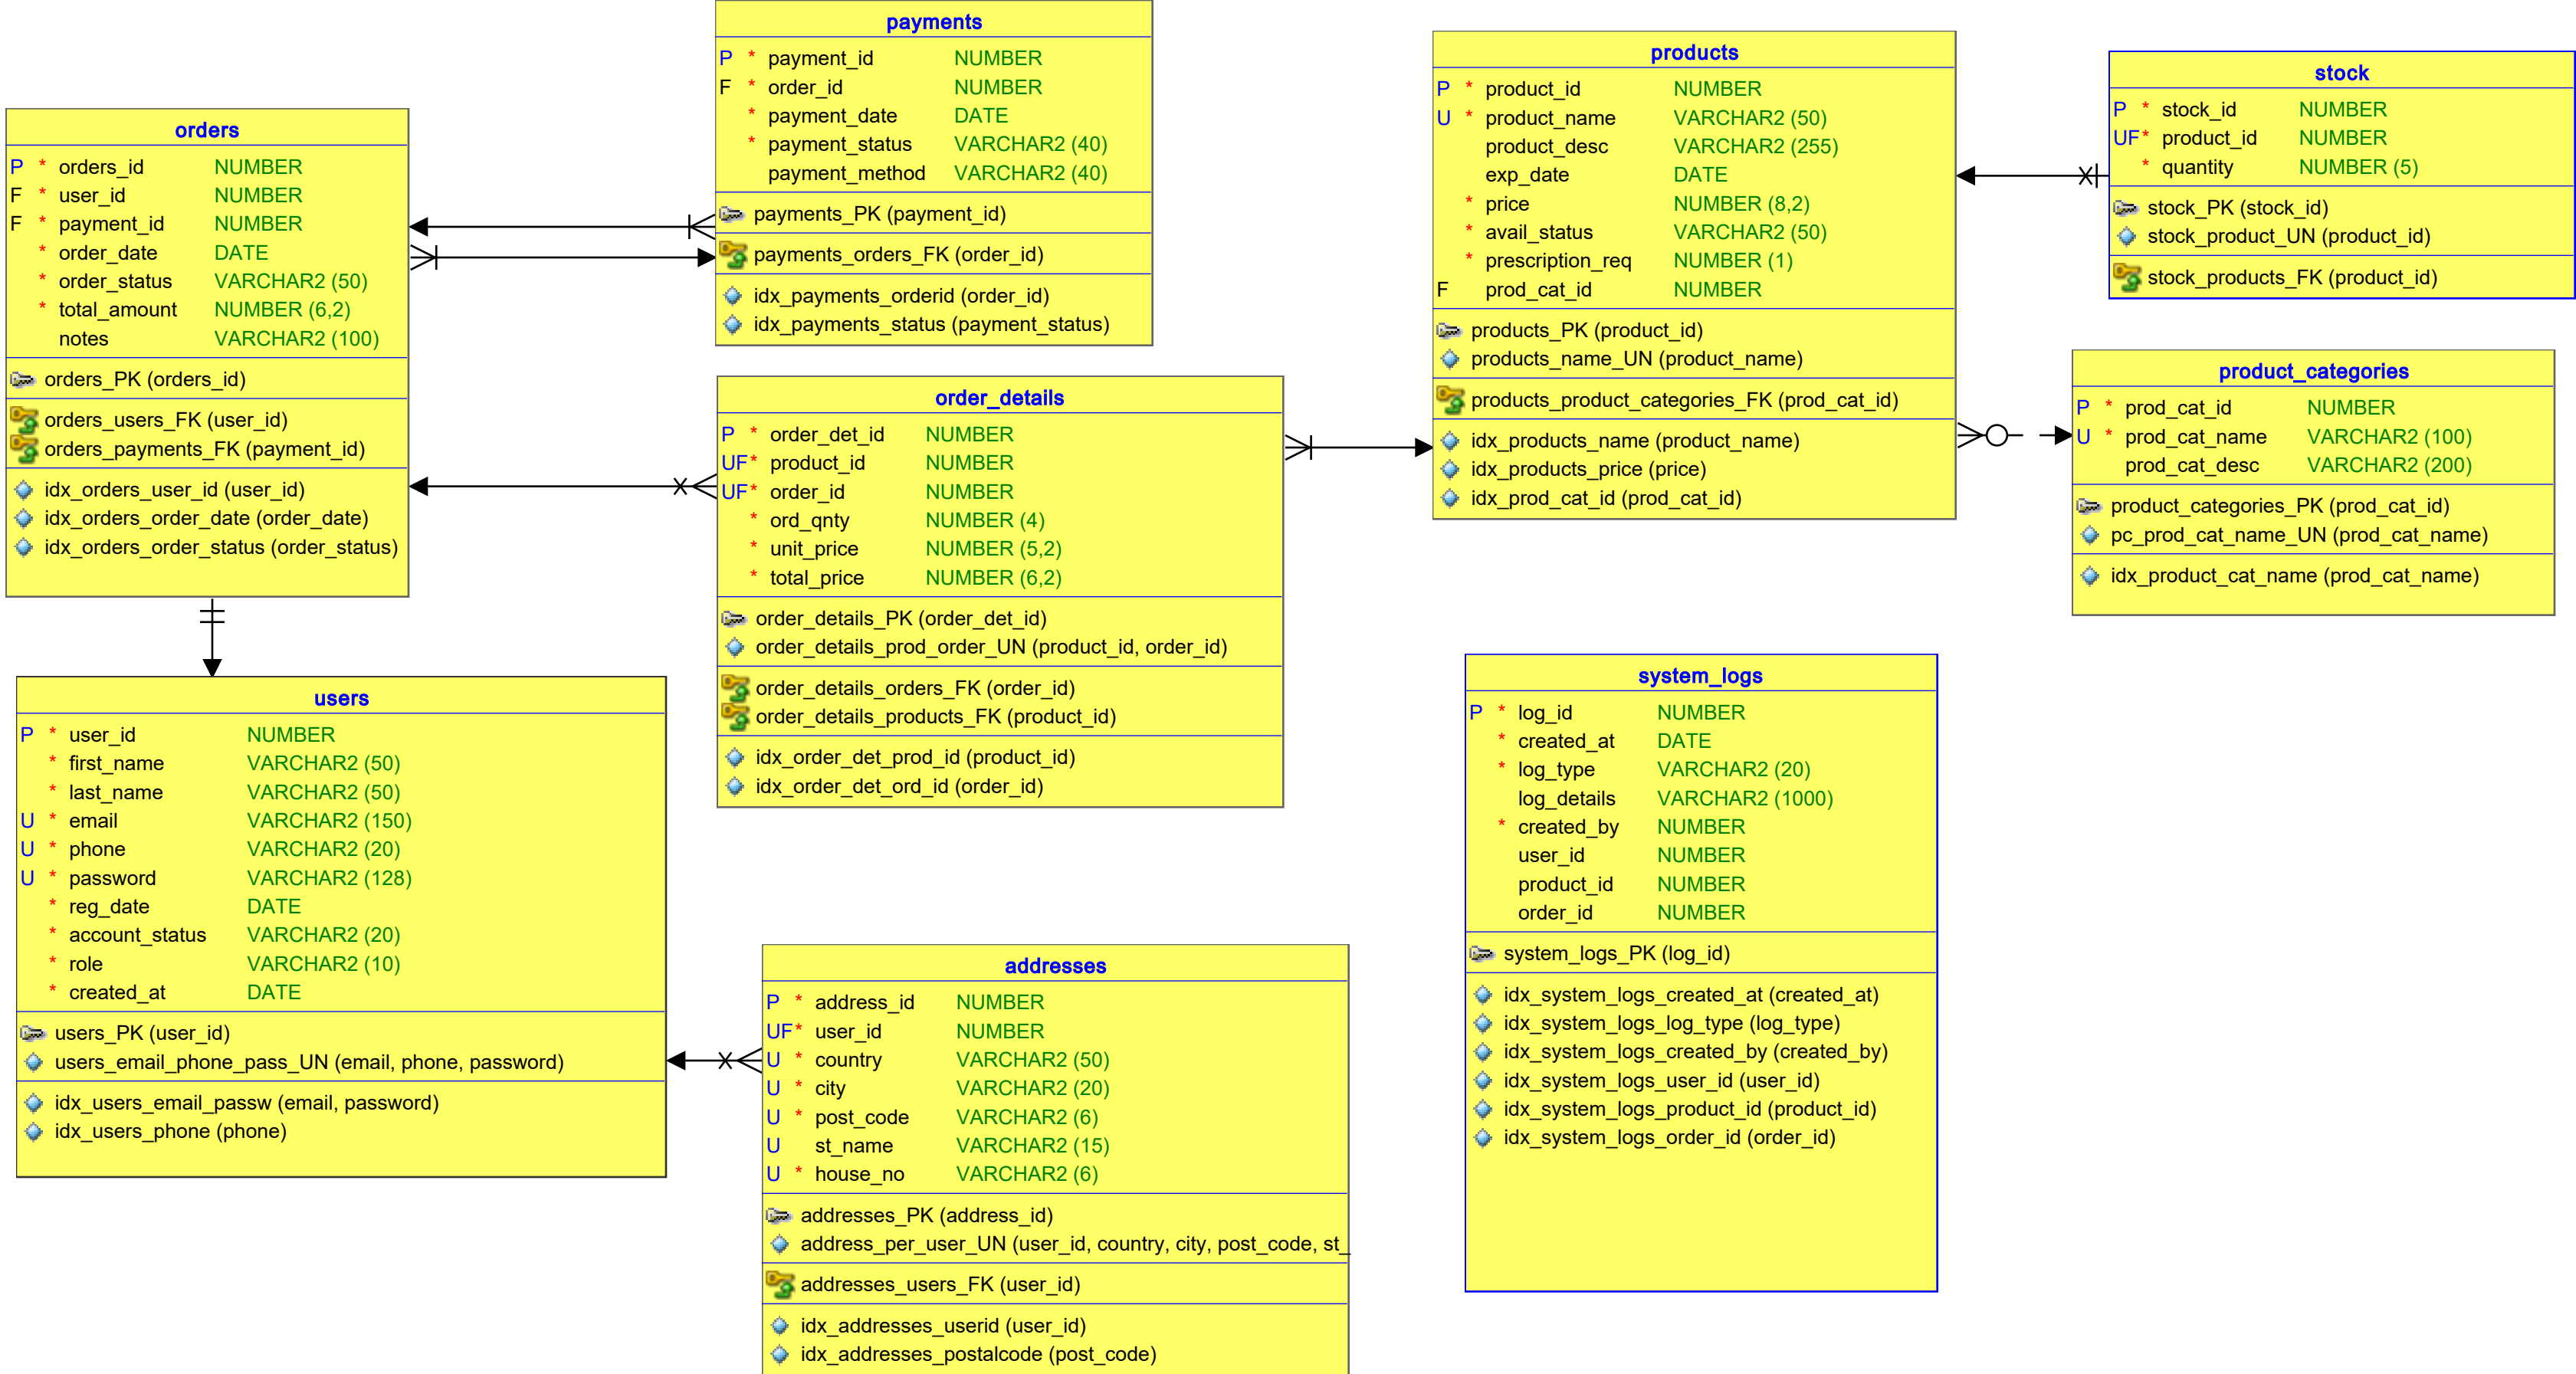 payments
P * payment_id NUMBER
F * order_id NUMBER
* payment_date DATE
* payment_status VARCHAR2 (40)
payment_method VARCHAR2 (40)
payments_PK (payment_id)
payments_orders_FK (order_id)
idx_payments_orderid (order_id)
idx_payments_status (payment_status)
products
P * product_id NUMBER
U * product_name VARCHAR2 (50)
product_desc VARCHAR2 (255)
exp_date DATE
* price NUMBER (8,2)
* avail_status VARCHAR2 (50)
* prescription_req NUMBER (1)
F prod_cat_id NUMBER
products_PK (product_id)
products_name_UN (product_name)
products_product_categories_FK (prod_cat_id)
idx_products_name (product_name)
idx_products_price (price)
idx_prod_cat_id (prod_cat_id)
stock
P * stock_id NUMBER
UF* product_id NUMBER
* quantity NUMBER (5)
stock_PK (stock_id)
stock_product_UN (product_id)
stock_products_FK (product_id)
orders
P * orders_id NUMBER
F * user_id NUMBER
F * payment_id NUMBER
* order_date DATE
* order_status VARCHAR2 (50)
* total_amount NUMBER (6,2)
notes VARCHAR2 (100)
orders_PK (orders_id)
orders_users_FK (user_id)
orders_payments_FK (payment_id)
idx_orders_user_id (user_id)
idx_orders_order_date (order_date)
idx_orders_order_status (order_status)
order_details
P * order_det_id NUMBER
UF* product_id NUMBER
UF* order_id NUMBER
* ord_qnty NUMBER (4)
* unit_price NUMBER (5,2)
* total_price NUMBER (6,2)
order_details_PK (order_det_id)
order_details_prod_order_UN (product_id, order_id)
order_details_orders_FK (order_id)
order_details_products_FK (product_id)
idx_order_det_prod_id (product_id)
idx_order_det_ord_id (order_id)
product_categories
P * prod_cat_id NUMBER
U * prod_cat_name VARCHAR2 (100)
prod_cat_desc VARCHAR2 (200)
product_categories_PK (prod_cat_id)
pc_prod_cat_name_UN (prod_cat_name)
idx_product_cat_name (prod_cat_name)
users
P * user_id NUMBER
* first_name VARCHAR2 (50)
* last_name VARCHAR2 (50)
U * email VARCHAR2 (150)
U * phone VARCHAR2 (20)
U * password VARCHAR2 (128)
* reg_date DATE
* account_status VARCHAR2 (20)
* role VARCHAR2 (10)
* created_at DATE
users_PK (user_id)
users_email_phone_pass_UN (email, phone, password)
idx_users_email_passw (email, password)
idx_users_phone (phone)
system_logs
P * log_id NUMBER
* created_at DATE
* log_type VARCHAR2 (20)
log_details VARCHAR2 (1000)
* created_by NUMBER
user_id NUMBER
product_id NUMBER
order_id NUMBER
system_logs_PK (log_id)
idx_system_logs_created_at (created_at)
idx_system_logs_log_type (log_type)
idx_system_logs_created_by (created_by)
idx_system_logs_user_id (user_id)
idx_system_logs_product_id (product_id)
idx_system_logs_order_id (order_id)
addresses
P * address_id NUMBER
UF* user_id NUMBER
U * country VARCHAR2 (50)
U * city VARCHAR2 (20)
U * post_code VARCHAR2 (6)
U st_name VARCHAR2 (15)
U * house_no VARCHAR2 (6)
addresses_PK (address_id)
address_per_user_UN (user_id, country, city, post_code, st_
addresses_users_FK (user_id)
idx_addresses_userid (user_id)
idx_addresses_postalcode (post_code)